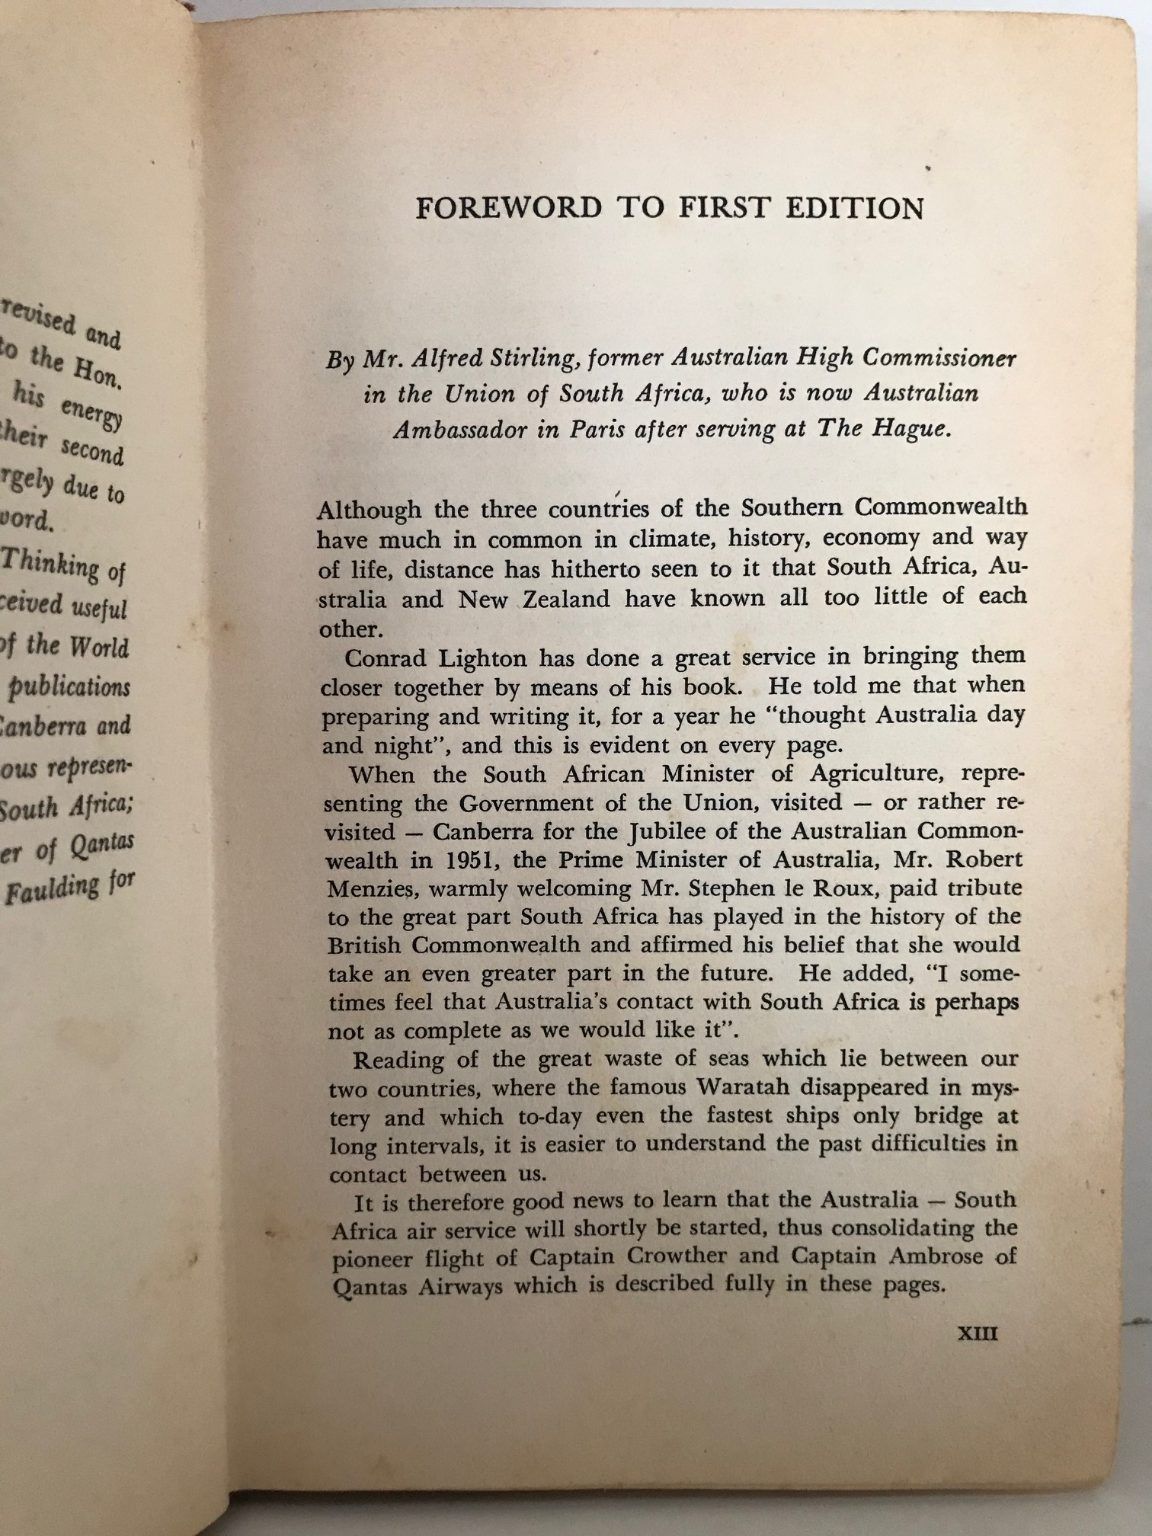 revised and
to the Hon.
his energy
their second
due to
Thinking of
useful
of the World
publications
Canberra and
South Africa;
of Qantas
Faulding for
FOREWORD TO FIRST EDITION
By Mr. Alfred Stirling, former Australian High Commissioner
in the Union of South Africa, who is now Australian
Ambassador in Paris after serving at The Hague.
Although the three countries of the Southern Commonwealth
have much in common in climate, history, economy and way
of life, distance has hitherto seen to it that South Africa, Au-
stralia and New Zealand have known all too little of each
other.
Conrad Lighton has done a great service in bringing them
closer together by means of his book. He told me that when
preparing and writing it, for a year he "thought Australia day
and night", and this is evident on every page.
When the South African Minister of Agriculture, repre-
senting the Government of the Union, visited — or rather re-
visited — Canberra for the Jubilee of the Australian Common-
wealth in 1951, the Prime Minister of Australia, Mr. Robert
Menzies, warmly welcoming Mr. Stephen le Roux, paid tribute
to the great part South Africa has played in the history of the
British Commonwealth and affirmed his belief that she would
take an even greater part in the future. He added, "I some-
times feel that Australia's contact with South Africa is perhaps
not as complete as we would like it".
Reading of the great waste of seas which lie between our
two countries, where the famous Waratah disappeared in mys-
tery and which to-day even the fastest ships only bridge at
long intervals, it is easier to understand the past difficulties in
contact between us.
It is therefore good news to learn that the Australia — South
Africa air service will shortly be started, thus consolidating the
pioneer flight of Captain Crowther and Captain Ambrose of
Qantas Airways which is described fully in these pages.
XIII